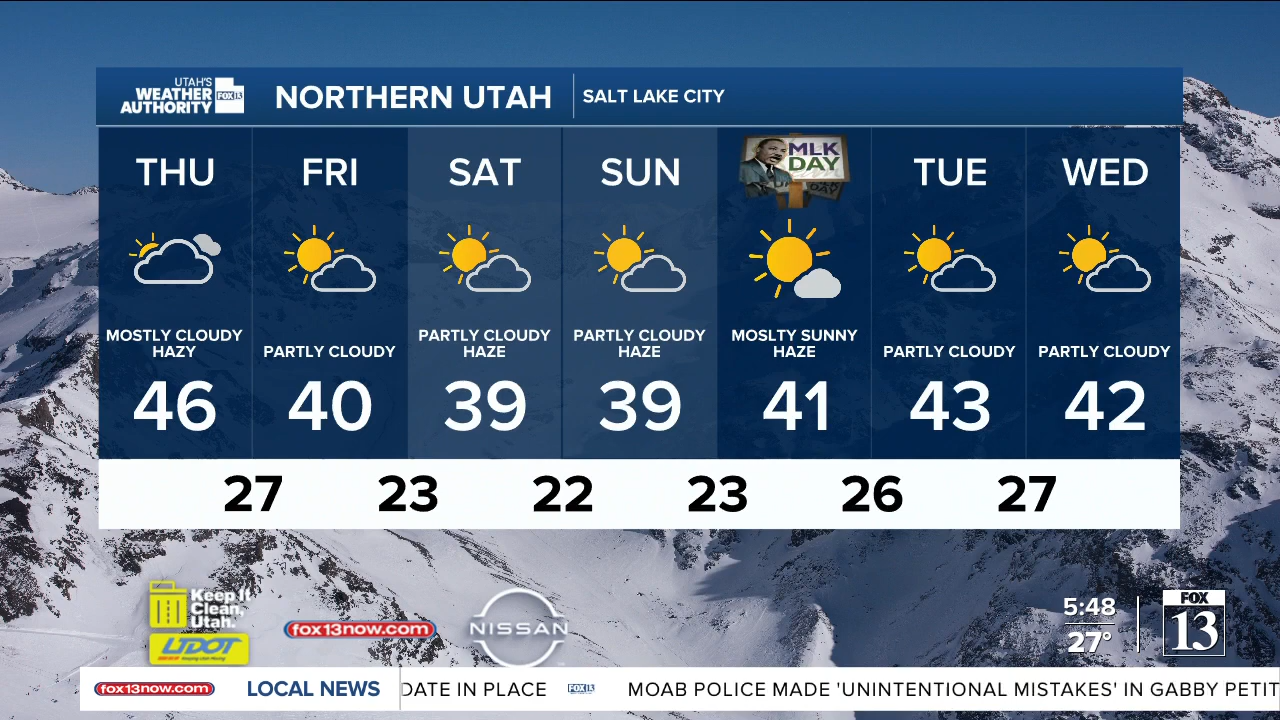 UTAH'S
WEATHER
AUTHORITY
FOX 13
NORTHERN UTAH
SALT LAKE CITY
THU
FRI
SAT
SUN
MLK
DAY
TUE
WED
MOSTLY CLOUDY
HAZY
PARTLY CLOUDY
PARTLY CLOUDY
HAZE
PARTLY CLOUDY
HAZE
MOSLTY SUNNY
HAZE
PARTLY CLOUDY
PARTLY CLOUDY
46
40
39
39
41
43
42
27
23
22
23
26
27
Keep It
Clean,
Utah.
UDOT
Keeping Utah Moving
fox13now.com
NISSAN
5:48
27°
FOX
13
fox13now.com
LOCAL NEWS
DATE IN PLACE
FOX 13
MOAB POLICE MADE 'UNINTENTIONAL MISTAKES' IN GABBY PETIT